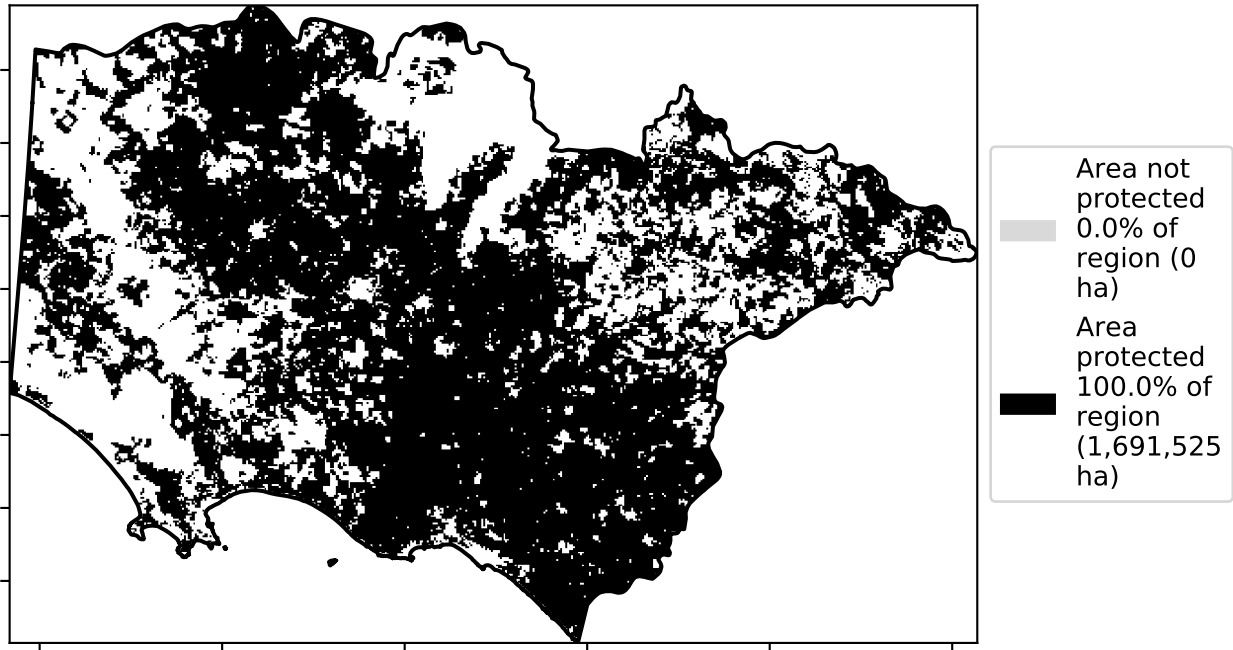 Area not
protected
0.0% of
region (0
ha)
Area
protected
100.0% of
region
(1,691,525
ha)